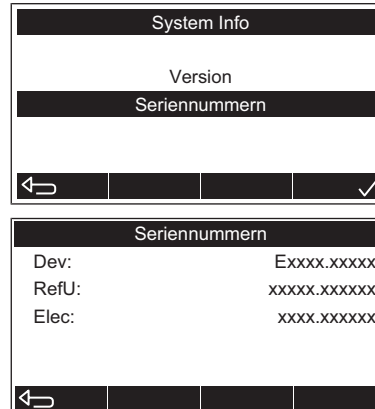 System Info
Version
Seriennummern
Seriennummern
Dev: Exxxx.xxxxx
RefU: xxxxx.xxxxxx
Elec: xxxx.xxxxxx